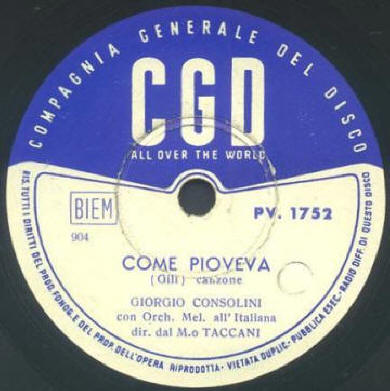 COMPAGNIA GENERALE DEL DISCO
CGD
ALL OVER THE WORLD
BIEM
PV. 1752
904
COME PIOVEVA
(Gili) canzone
GIORGIO CONSOLINI
con Orch. Mel. all'Italiana
dir. dal M.o TACCANI
RIS. TUTTI I DIRITTI DEL PROD. FONOG. E DEL PROP. DELL'OPERA RIPRODOTTA - VIETATA DUPLIC. - PUBBLICA ESEC. - RADIO DIFF. DI QUESTO DISCO